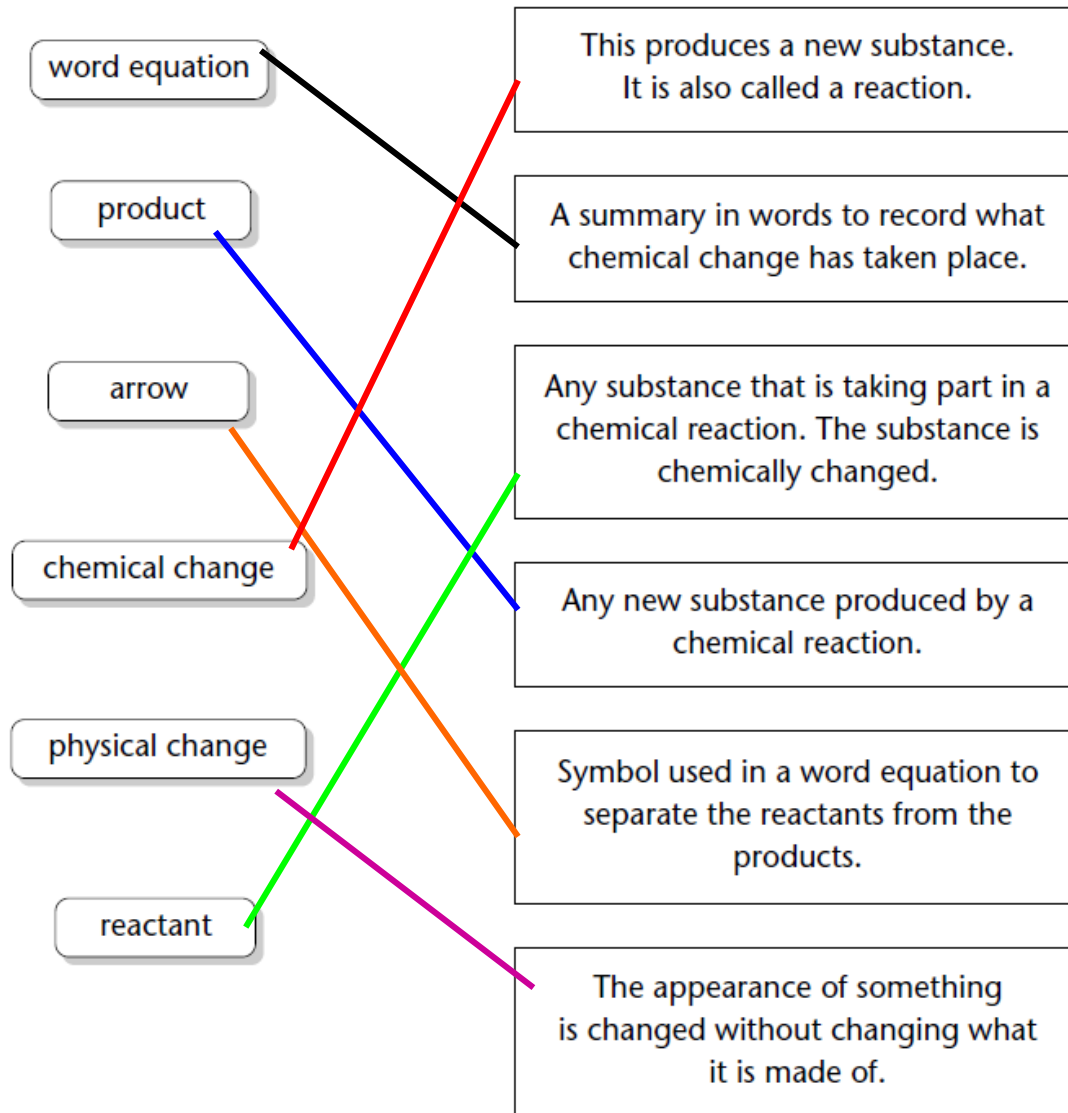 word equation
product
arrow
chemical change
physical change
reactant
This produces a new substance.
It is also called a reaction.
A summary in words to record what
chemical change has taken place.
Any substance that is taking part in a
chemical reaction. The substance is
chemically changed.
Any new substance produced by a
chemical reaction.
Symbol used in a word equation to
separate the reactants from the
products.
The appearance of something
is changed without changing what
it is made of.